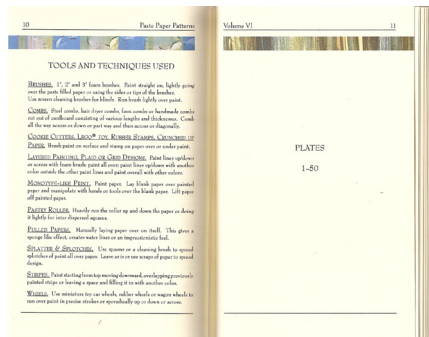 10 Paste Paper Patterns
TOOLS AND TECHNIQUES USED
BRUSHES. 1", 2" and 3" foam brushes. Paint straight on, lightly going
over the paste filled paper or using the sides or tips of the brushes.
Use screen cleaning brushes for blinds. Run brush lightly over paint.
COMBS. Steel combs, hair dryer combs, faux combs or handmade combs
cut out of cardboard consisting of various lengths and thicknesses. Comb
all the way across or down or part way and then across or diagonally.
COOKIE CUTTERS, LEGO® TOY, RUBBER STAMPS, CRUNCHED UP
PAPER. Brush paint on surface and stamp on paper over or under paint.
LAYERED PAINTING, PLAID OR GRID DESIGNS. Paint lines up/down
or across with foam brush; paint all over; paint lines up/down with another
color outside the other paint lines and paint overall with other colors.
MONOTYPE-LIKE PRINT. Paint paper. Lay blank paper over painted
paper and manipulate with hands or tools over the blank paper. Lift paper
off painted paper.
PASTRY ROLLER. Heavily run the roller up and down the paper or doing
it lightly for inter-dispersed squares.
PULLED PAPERS. Manually laying paper over on itself. This gives a
sponge like effect, creates water lines or an impressionistic feel.
SPLATTER & SPLOTCHES. Use spoons or a cleaning brush to spread
splotches of paint all over paper. Leave as is or use scraps of paper to spread
design.
STRIPES. Paint starting from top moving downward, overlapping previously
painted strips or leaving a space and filling it in with another color.
WHEELS. Use miniature toy car wheels, rubber wheels or wagon wheels to
run over paint in precise strokes or sporadically up or down or across.
Volume VI 11
PLATES
1-50